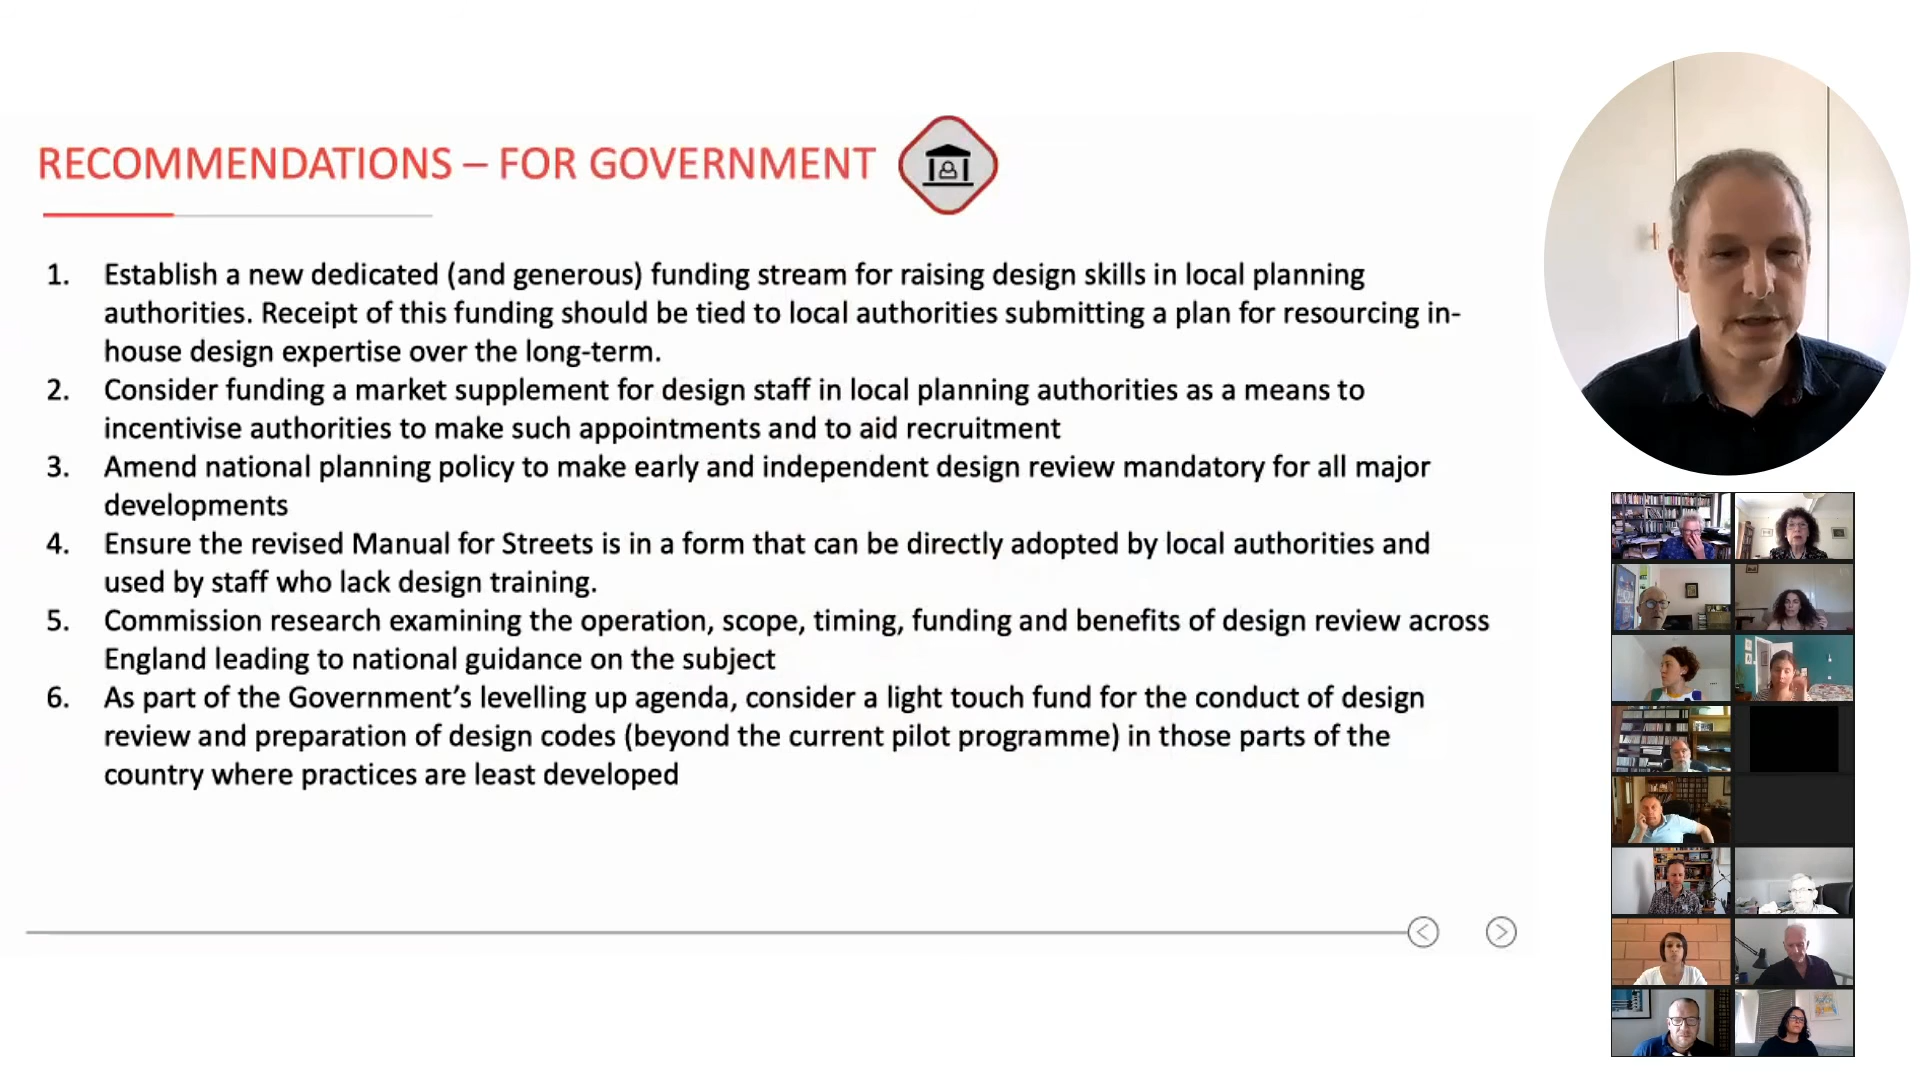 RECOMMENDATIONS – FOR GOVERNMENT
1. Establish a new dedicated (and generous) funding stream for raising design skills in local planning
authorities. Receipt of this funding should be tied to local authorities submitting a plan for resourcing in-
house design expertise over the long-term.
2. Consider funding a market supplement for design staff in local planning authorities as a means to
incentivise authorities to make such appointments and to aid recruitment
3. Amend national planning policy to make early and independent design review mandatory for all major
developments
4. Ensure the revised Manual for Streets is in a form that can be directly adopted by local authorities and
used by staff who lack design training.
5. Commission research examining the operation, scope, timing, funding and benefits of design review across
England leading to national guidance on the subject
6. As part of the Government's levelling up agenda, consider a light touch fund for the conduct of design
review and preparation of design codes (beyond the current pilot programme) in those parts of the
country where practices are least developed